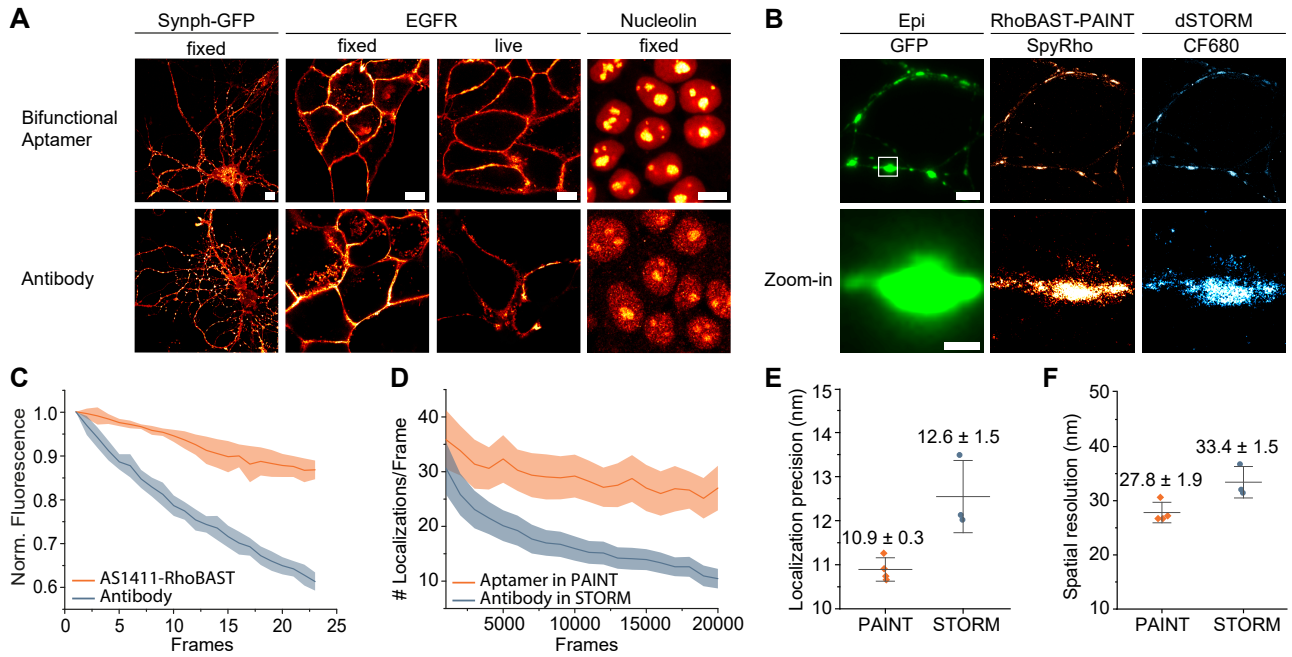 A
Synph-GFP EGFR Nucleolin
fixed fixed live fixed
Bifunctional
Aptamer
Antibody
B
Epi RhoBAST-PAINT dSTORM
GFP SpyRho CF680
Zoom-in
C
Norm. Fluorescence
1.0
0.9
0.8
0.7
0.6
AS1411-RhoBAST
Antibody
0 5 10 15 20 25
Frames
D
# Localizations/Frame
40
30
20
10
Aptamer in PAINT
Antibody in STORM
5000 10000 15000 20000
Frames
E
Localization precision (nm)
15
14
13
12
11
10
12.6 ± 1.5
10.9 ± 0.3
PAINT STORM
F
Spatial resolution (nm)
50
40
30
20
10
33.4 ± 1.5
27.8 ± 1.9
PAINT STORM